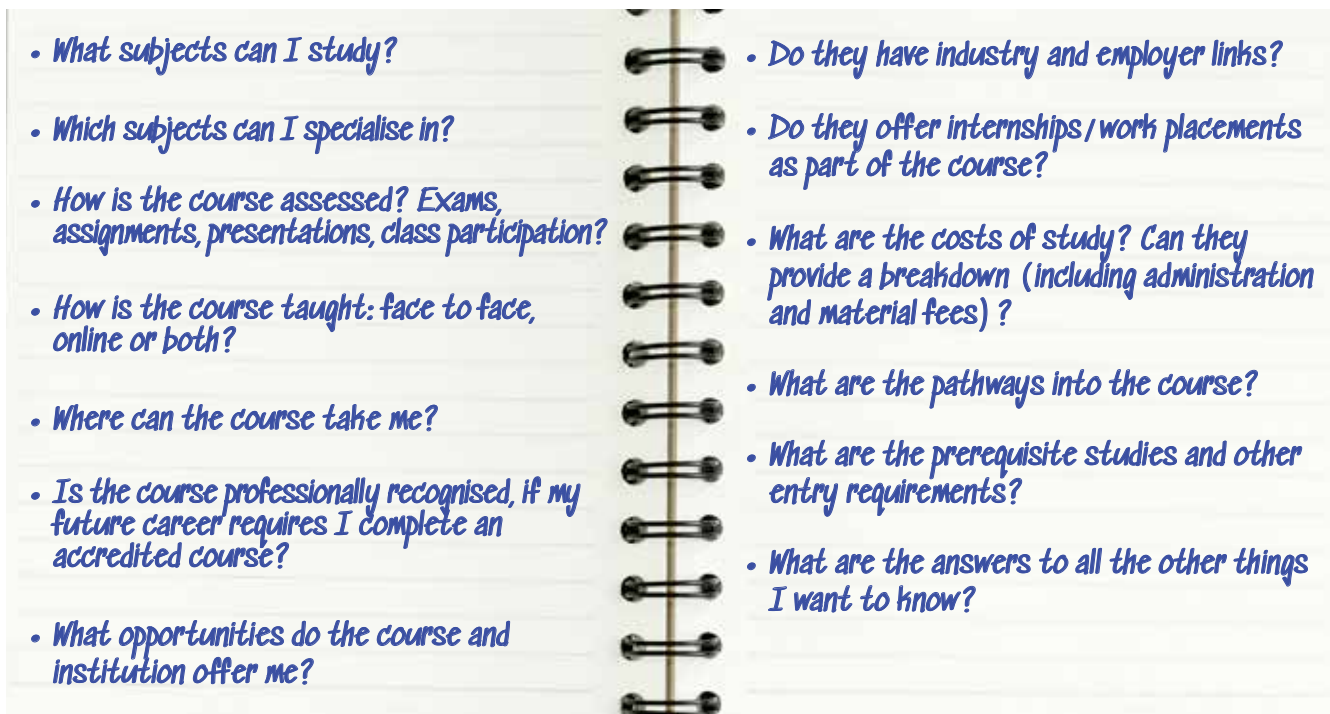 • What subjects can I study?
• Which subjects can I specialise in?
• How is the course assessed? Exams,
assignments, presentations, class participation?
• How is the course taught: face to face,
online or both?
• Where can the course take me?
• Is the course professionally recognised, if my
future career requires I complete an
accredited course?
• What opportunities do the course and
institution offer me?
• Do they have industry and employer links?
• Do they offer internships/work placements
as part of the course?
• What are the costs of study? Can they
provide a breakdown (including administration
and material fees) ?
• What are the pathways into the course?
• What are the prerequisite studies and other
entry requirements?
• What are the answers to all the other things
I want to know?